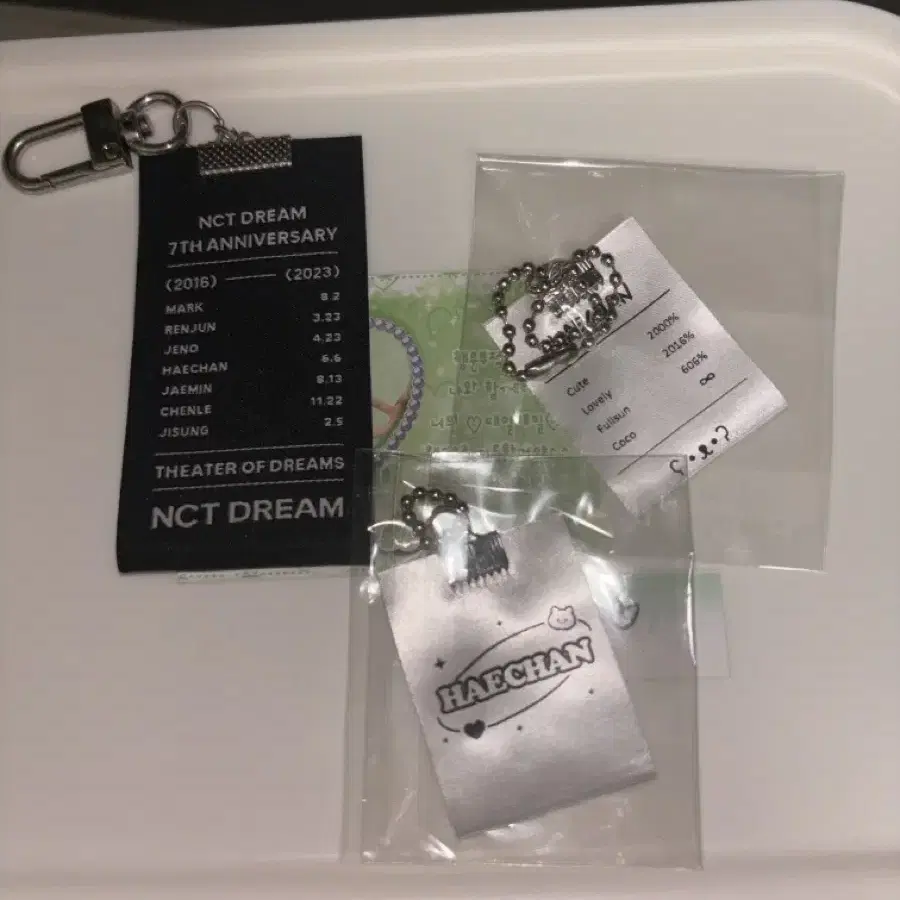 NCT DREAM
7TH ANNIVERSARY
(2016) (2023)
MARK 8.2
RENJUN 3.23
JENO 4.23
HAECHAN 6.6
JAEMIN 8.13
CHENLE 11.22
JISUNG 2.5
THEATER OF DREAMS
NCT DREAM
Cute 2000%
Lovely 2016%
Fullsun 606%
Coco ∞
HAECHAN